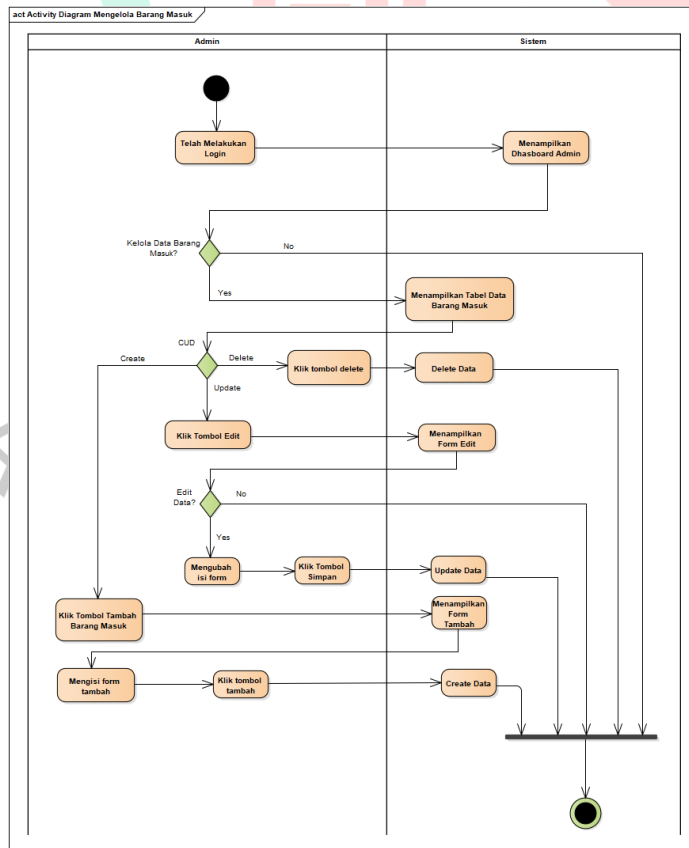 act Activity Diagram Mengelola Barang Masuk
Admin
Sistem
Telah Melakukan
Login
Menampilkan
Dhasboard Admin
Kelola Data Barang
Masuk?
No
Yes
Menampilkan Tabel Data
Barang Masuk
CUD
Create
Delete
Klik tombol delete
Delete Data
Update
Klik Tombol Edit
Menampilkan
Form Edit
Edit
Data?
No
Yes
Mengubah
isi form
Klik Tombol
Simpan
Update Data
Klik Tombol Tambah
Barang Masuk
Menampilkan
Form
Tambah
Mengisi form
tambah
Klik tombol
tambah
Create Data